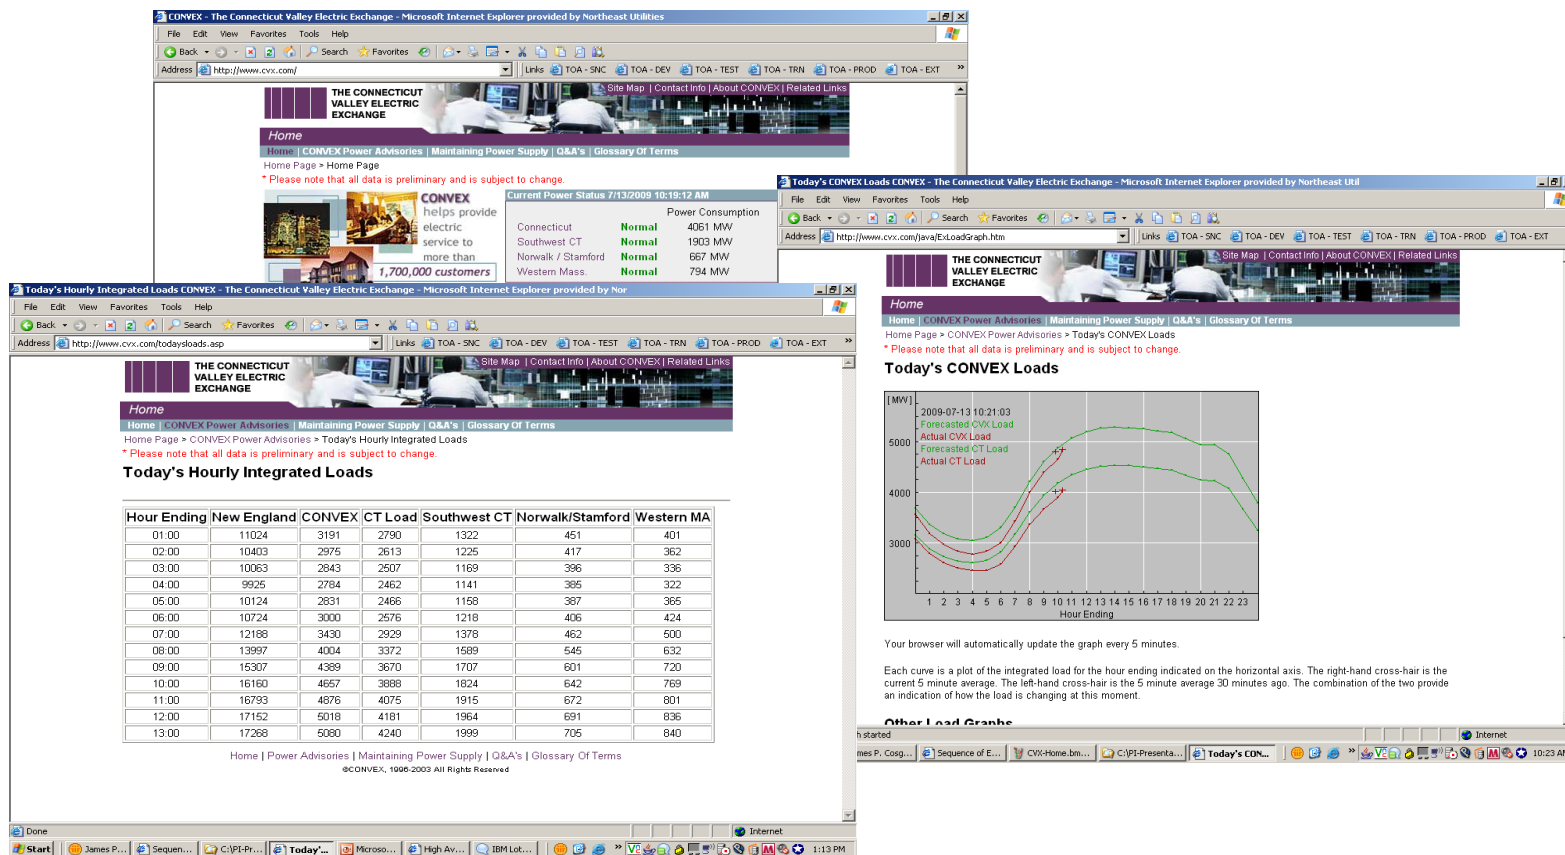 CONVEX - The Connecticut Valley Electric Exchange - Microsoft Internet Explorer provided by Northeast Utilities
File Edit View Favorites Tools Help
Back Search Favorites
Address http://www.cvx.com/ Links TOA - SNC TOA - DEV TOA - TEST TOA - TRN TOA - PROD TOA - EXT »
Site Map | Contact Info | About CONVEX | Related Links
THE CONNECTICUT
VALLEY ELECTRIC
EXCHANGE
Home
Home | CONVEX Power Advisories | Maintaining Power Supply | Q&A's | Glossary Of Terms
Home Page > Home Page
* Please note that all data is preliminary and is subject to change.
CONVEX
helps provide
electric
service to
more than
1,700,000 customers
Current Power Status 7/13/2009 10:19:12 AM
Power Consumption
Connecticut Normal 4061 MW
Southwest CT Normal 1903 MW
Norwalk / Stamford Normal 667 MW
Western Mass. Normal 794 MW
Today's CONVEX Loads CONVEX - The Connecticut Valley Electric Exchange - Microsoft Internet Explorer provided by Northeast Util
File Edit View Favorites Tools Help
Back Search Favorites
Address http://www.cvx.com/java/ExLoadGraph.htm Links TOA - SNC TOA - DEV TOA - TEST TOA - TRN TOA - PROD TOA - EXT
Site Map | Contact Info | About CONVEX | Related Links
THE CONNECTICUT
VALLEY ELECTRIC
EXCHANGE
Home
Home | CONVEX Power Advisories | Maintaining Power Supply | Q&A's | Glossary Of Terms
Home Page > CONVEX Power Advisories > Today's CONVEX Loads
* Please note that all data is preliminary and is subject to change.
Today's CONVEX Loads
[MW]
2009-07-13 10:21:03
Forecasted CVX Load
Actual CVX Load
Forecasted CT Load
Actual CT Load
5000
4000
3000
1 2 3 4 5 6 7 8 9 10 11 12 13 14 15 16 17 18 19 20 21 22 23
Hour Ending
Your browser will automatically update the graph every 5 minutes.
Each curve is a plot of the integrated load for the hour ending indicated on the horizontal axis. The right-hand cross-hair is the
current 5 minute average. The left-hand cross-hair is the 5 minute average 30 minutes ago. The combination of the two provide
an indication of how the load is changing at this moment.
Other Load Graphs
h started Internet
mes P. Cosg... Sequence of E... CVX-Home.bm... C:\PI-Presenta... Today's CON... » 10:23 AM
Today's Hourly Integrated Loads CONVEX - The Connecticut Valley Electric Exchange - Microsoft Internet Explorer provided by Nor
File Edit View Favorites Tools Help
Back Search Favorites
Address http://www.cvx.com/todaysloads.asp Links TOA - SNC TOA - DEV TOA - TEST TOA - TRN TOA - PROD TOA - EXT »
Site Map | Contact Info | About CONVEX | Related Links
THE CONNECTICUT
VALLEY ELECTRIC
EXCHANGE
Home
Home | CONVEX Power Advisories | Maintaining Power Supply | Q&A's | Glossary Of Terms
Home Page > CONVEX Power Advisories > Today's Hourly Integrated Loads
* Please note that all data is preliminary and is subject to change.
Today's Hourly Integrated Loads
Hour Ending New England CONVEX CT Load Southwest CT Norwalk/Stamford Western MA
01:00 11024 3191 2790 1322 451 401
02:00 10403 2975 2613 1225 417 362
03:00 10063 2843 2507 1169 396 336
04:00 9925 2784 2462 1141 385 322
05:00 10124 2831 2466 1158 387 365
06:00 10724 3000 2576 1218 406 424
07:00 12188 3430 2929 1378 462 500
08:00 13997 4004 3372 1589 545 632
09:00 15307 4389 3670 1707 601 720
10:00 16160 4657 3888 1824 642 769
11:00 16793 4876 4075 1915 672 801
12:00 17152 5018 4181 1964 691 836
13:00 17268 5080 4240 1999 705 840
Home | Power Advisories | Maintaining Power Supply | Q&A's | Glossary Of Terms
©CONVEX, 1996-2003 All Rights Reserved
Done Internet
Start James P... Sequen... C:\PI-Pr... Today'... Microso... High Av... IBM Lot... » 1:13 PM